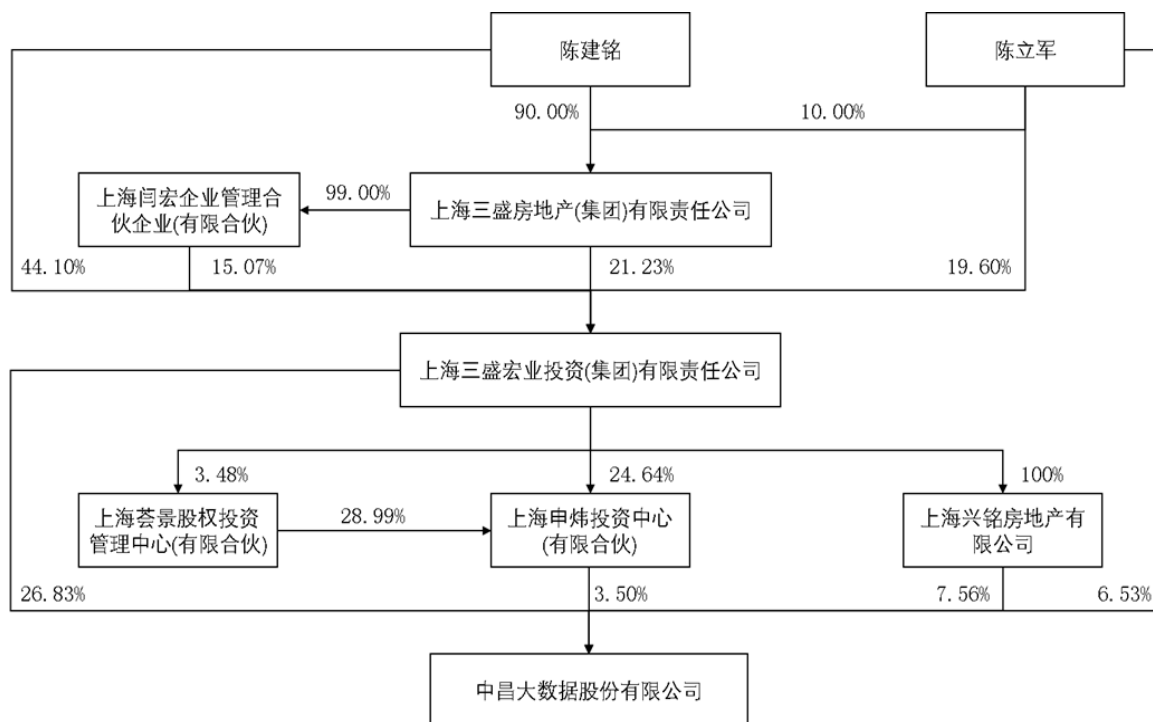 陈建铭
陈立军
90.00%
10.00%
上海闫宏企业管理合
伙企业(有限合伙)
99.00%
上海三盛房地产(集团)有限责任公司
44.10%
15.07%
21.23%
19.60%
上海三盛宏业投资(集团)有限责任公司
3.48%
24.64%
100%
上海荟景股权投资
管理中心(有限合伙)
28.99%
上海申炜投资中心
(有限合伙)
上海兴铭房地产有
限公司
26.83%
3.50%
7.56%
6.53%
中昌大数据股份有限公司